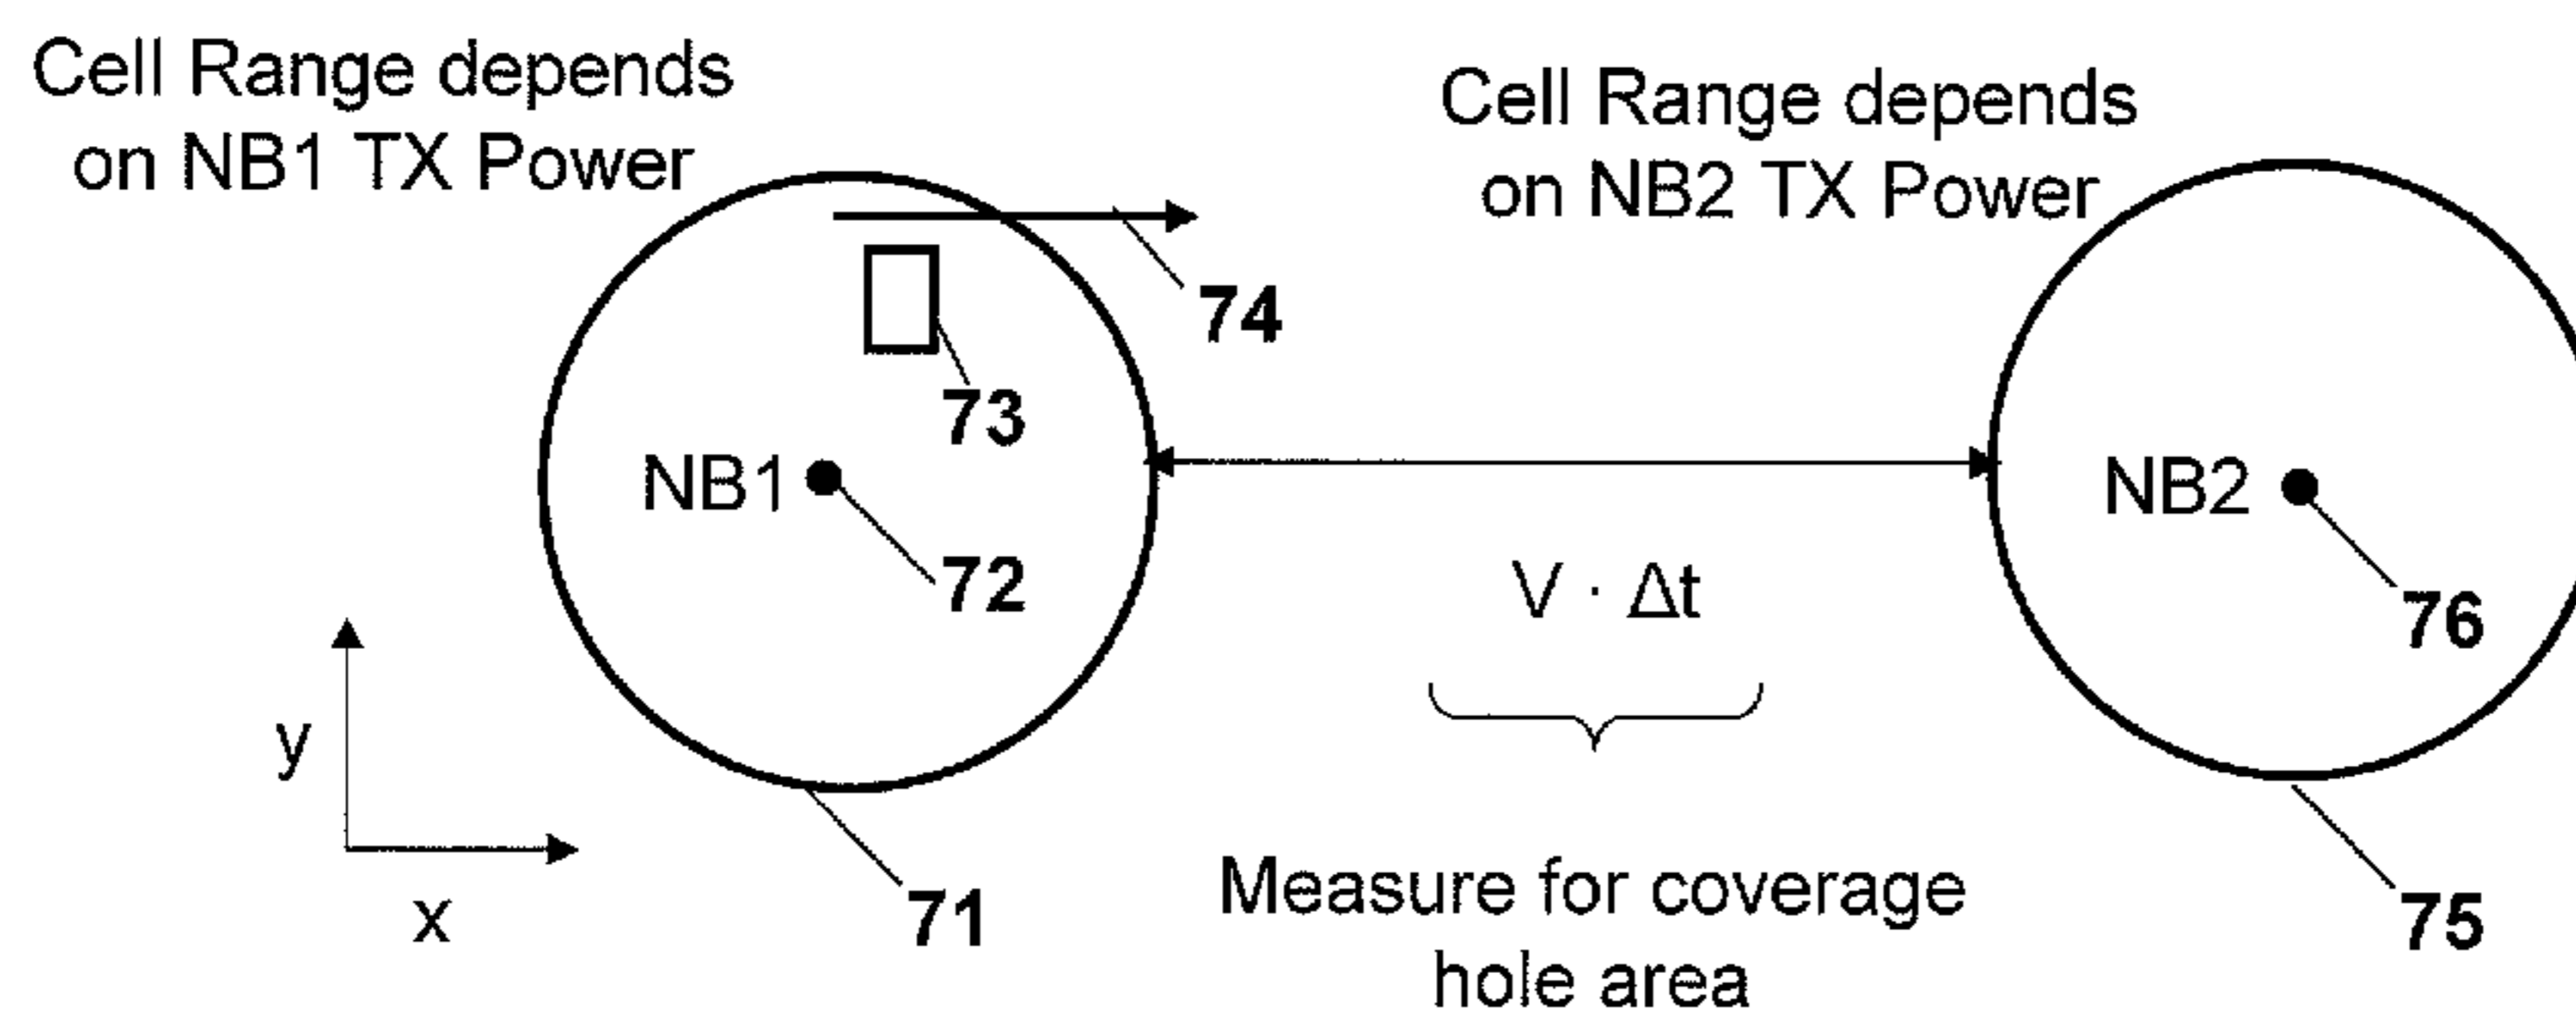 Cell Range depends
on NB1 TX Power
Cell Range depends
on NB2 TX Power
74
73
NB1
72
NB2
76
V · Δt
y
x
71
75
Measure for coverage
hole area